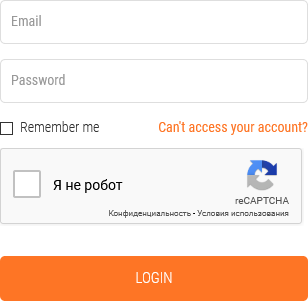 Email
Password
Remember me
Can't access your account?
Я не робот
reCAPTCHA
Конфиденциальность - Условия использования
LOGIN